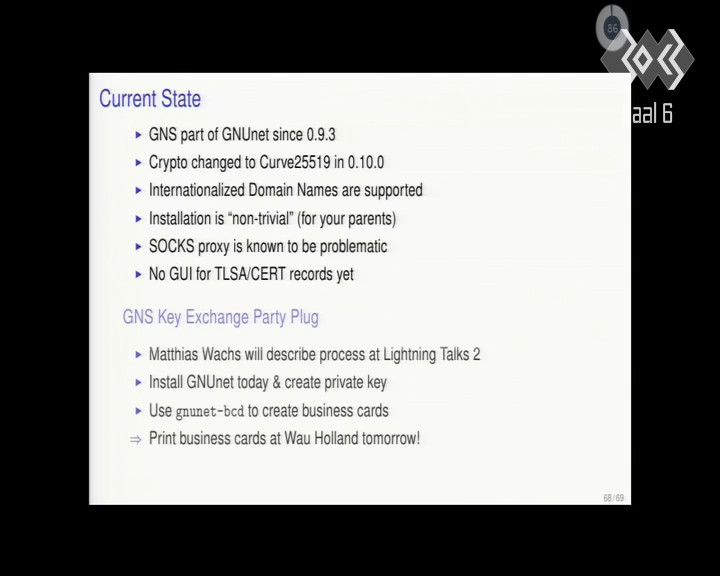 86
aal 6
Current State
GNS part of GNUnet since 0.9.3
Crypto changed to Curve25519 in 0.10.0
Internationalized Domain Names are supported
Installation is “non-trivial” (for your parents)
SOCKS proxy is known to be problematic
No GUI for TLSA/CERT records yet
GNS Key Exchange Party Plug
Matthias Wachs will describe process at Lightning Talks 2
Install GNUnet today & create private key
Use gnunet-bcd to create business cards
⇒ Print business cards at Wau Holland tomorrow!
68/69